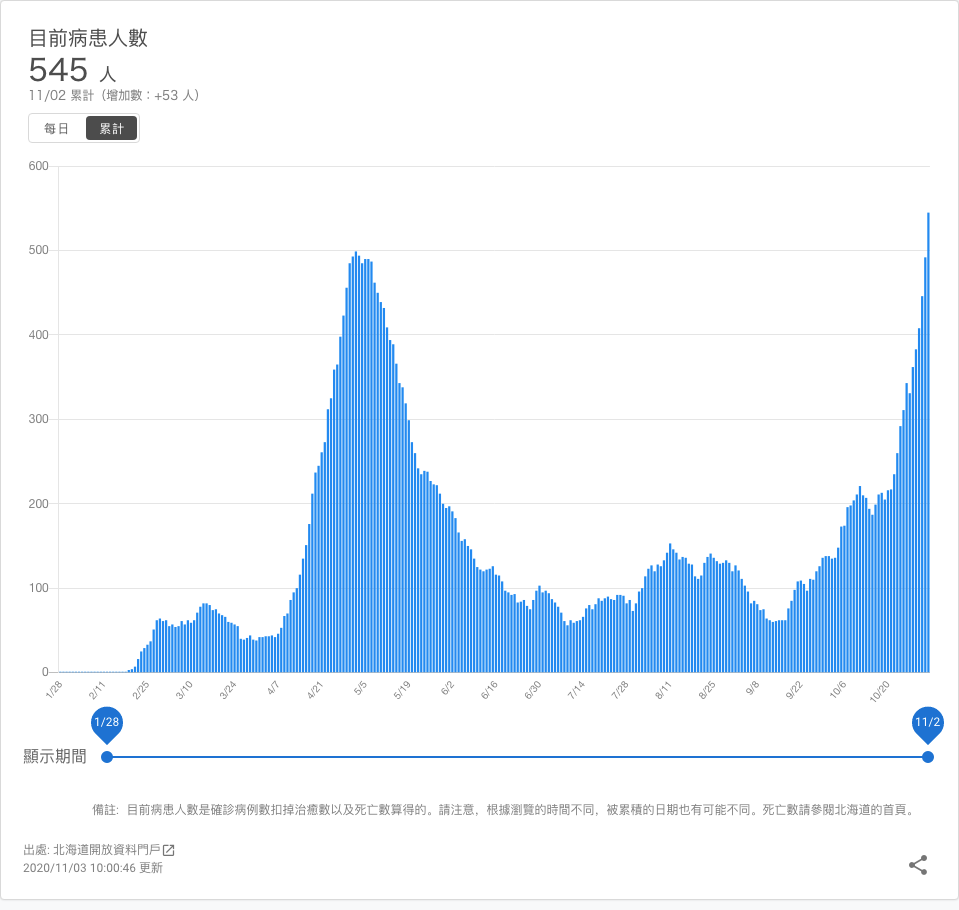 目前病患人數
545 人
11/02 累計（增加數：+53 人）
每日 累計
600
500
400
300
200
100
0
1/28 2/11 2/25 3/10 3/24 4/7 4/21 5/5 5/19 6/2 6/16 6/30 7/14 7/28 8/11 8/25 9/8 9/22 10/6 10/20
1/28 11/2
顯示期間
備註: 目前病患人數是確診病例數扣掉治癒數以及死亡數算得的。請注意，根據瀏覽的時間不同，被累積的日期也有可能不同。死亡數請參閱北海道的首頁。
出處: 北海道開放資料門戶
2020/11/03 10:00:46 更新